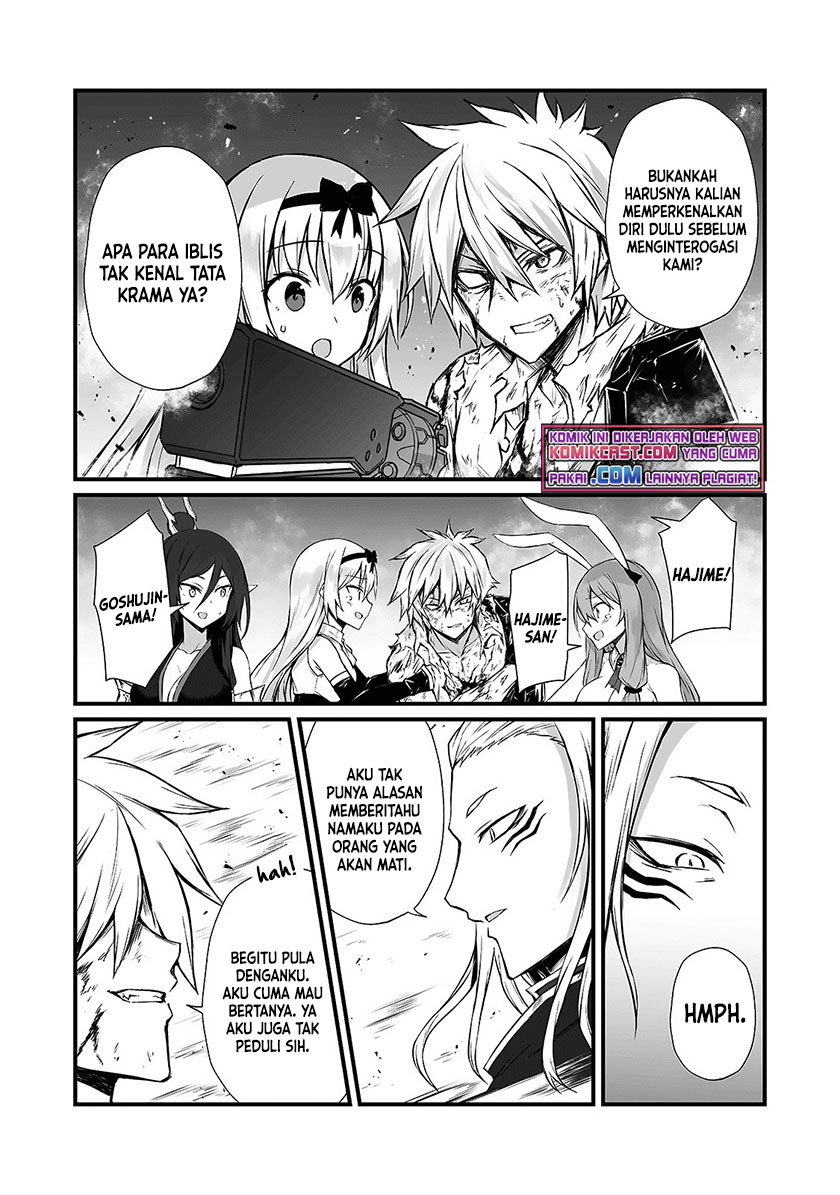 BUKANKAH
HARUSNYA KALIAN
MEMPERKENALKAN
DIRI DULU SEBELUM
MENGINTEROGASI
KAMI?
APA PARA IBLIS
TAK KENAL TATA
KRAMA YA?
KOMIK INI DIKERJAKAN OLEH WEB
KOMIKCAST.COM YANG CUMA
PAKAI .COM LAINNYA PLAGIAT!
HAJIME!
HAJIME-
SAN!
GOSHUJIN-
SAMA!
HMPH.
AKU TAK
PUNYA ALASAN
MEMBERITAHU
NAMAKU PADA
ORANG YANG
AKAN MATI.
hah!
BEGITU PULA
DENGANKU.
AKU CUMA MAU
BERTANYA. YA
AKU JUGA TAK
PEDULI SIH.